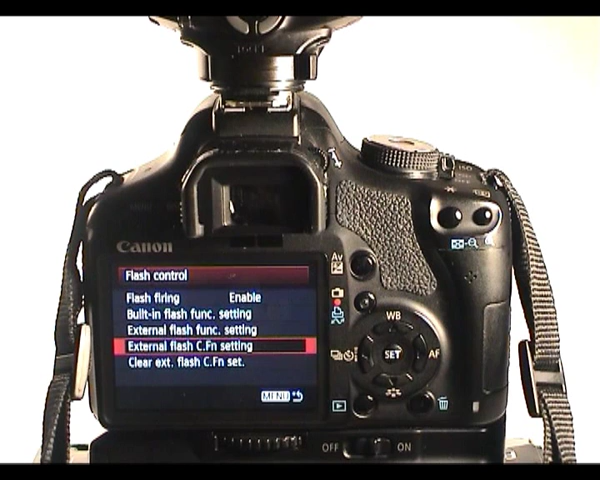 Canon
Flash control
Flash firing Enable
Built-in flash func. setting
External flash func. setting
External flash C.Fn setting
Clear ext. flash C.Fn set.
MENU
Av
WB
SET
AF
ISO
OFF ON